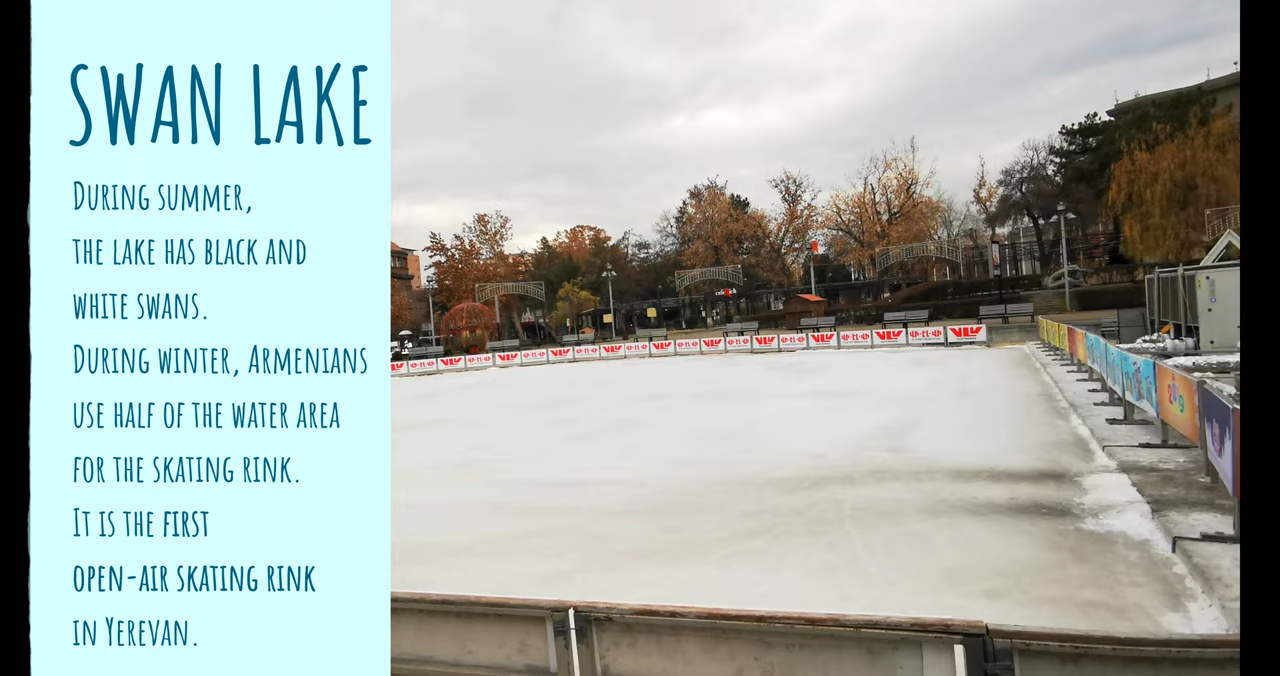 SWAN LAKE
DURING SUMMER,
THE LAKE HAS BLACK AND
WHITE SWANS.
DURING WINTER, ARMENIANS
USE HALF OF THE WATER AREA
FOR THE SKATING RINK.
IT IS THE FIRST
OPEN-AIR SKATING RINK
IN YEREVAN.